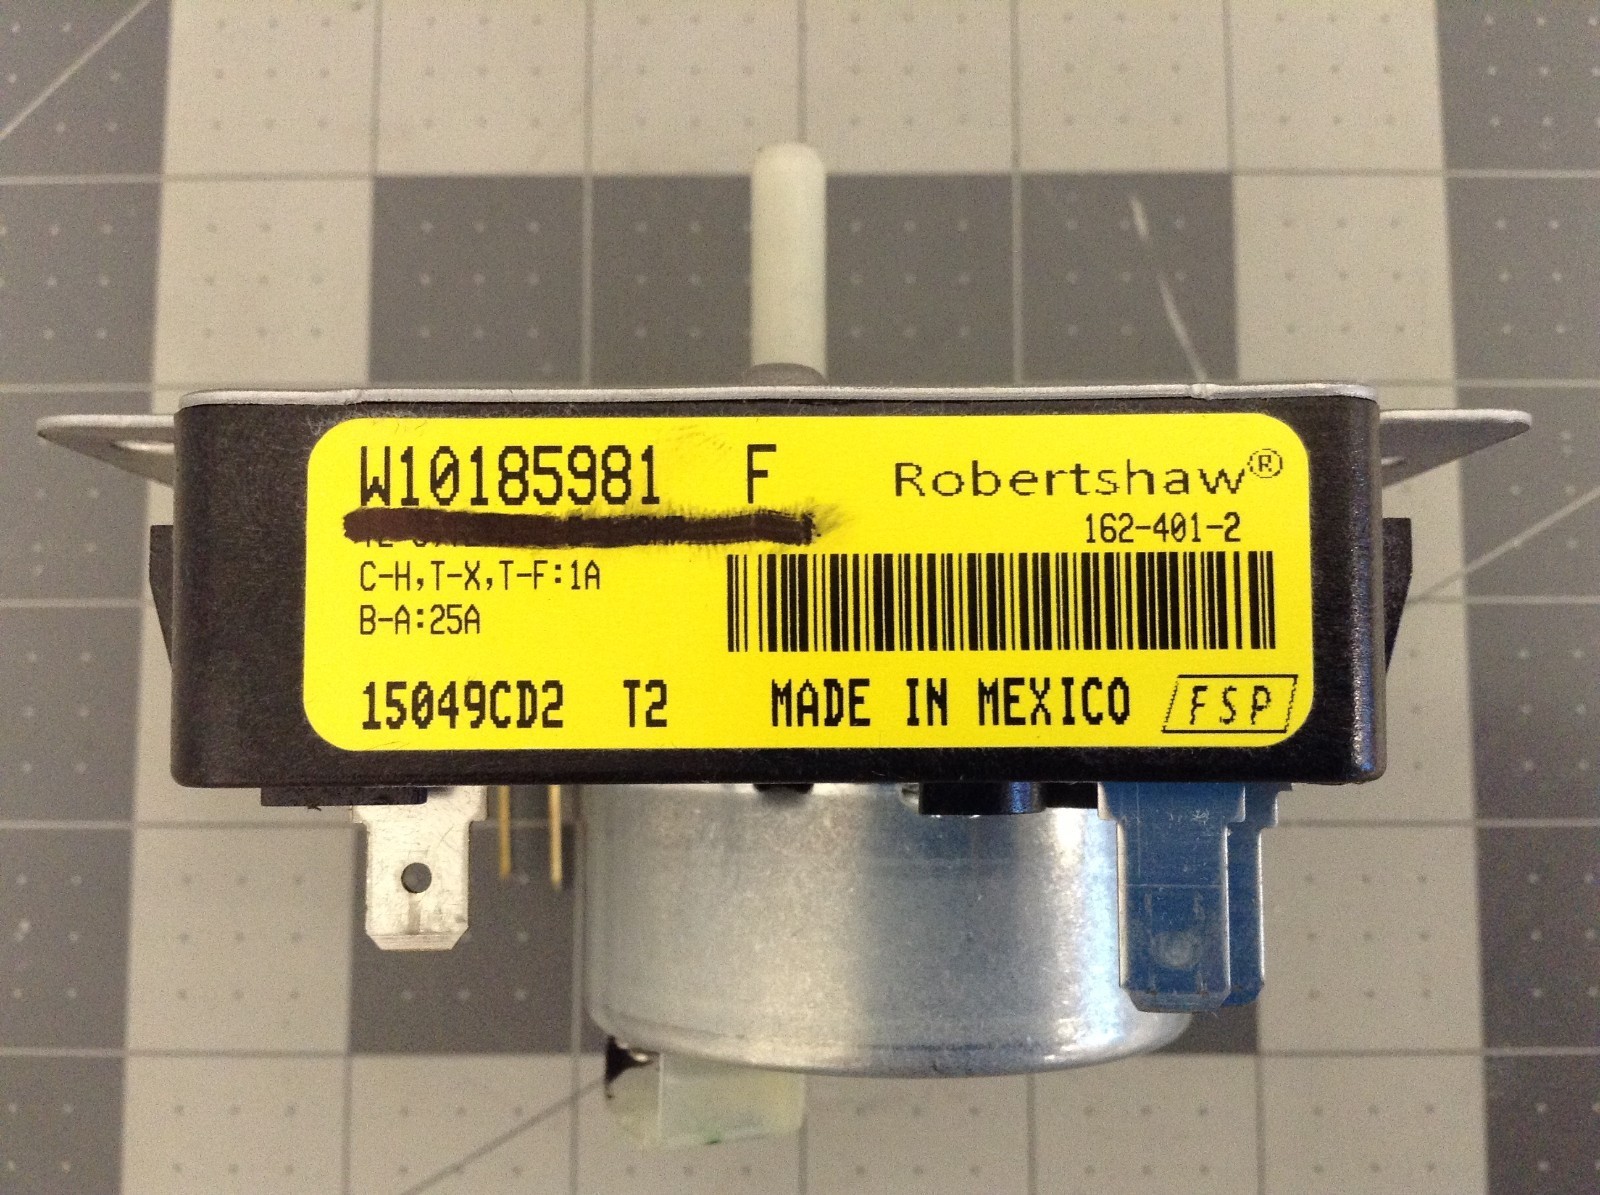 W10185981 F
Robertshaw®
162-401-2
C-H,T-X,T-F:1A
B-A:25A
15049CD2 T2 MADE IN MEXICO FSP